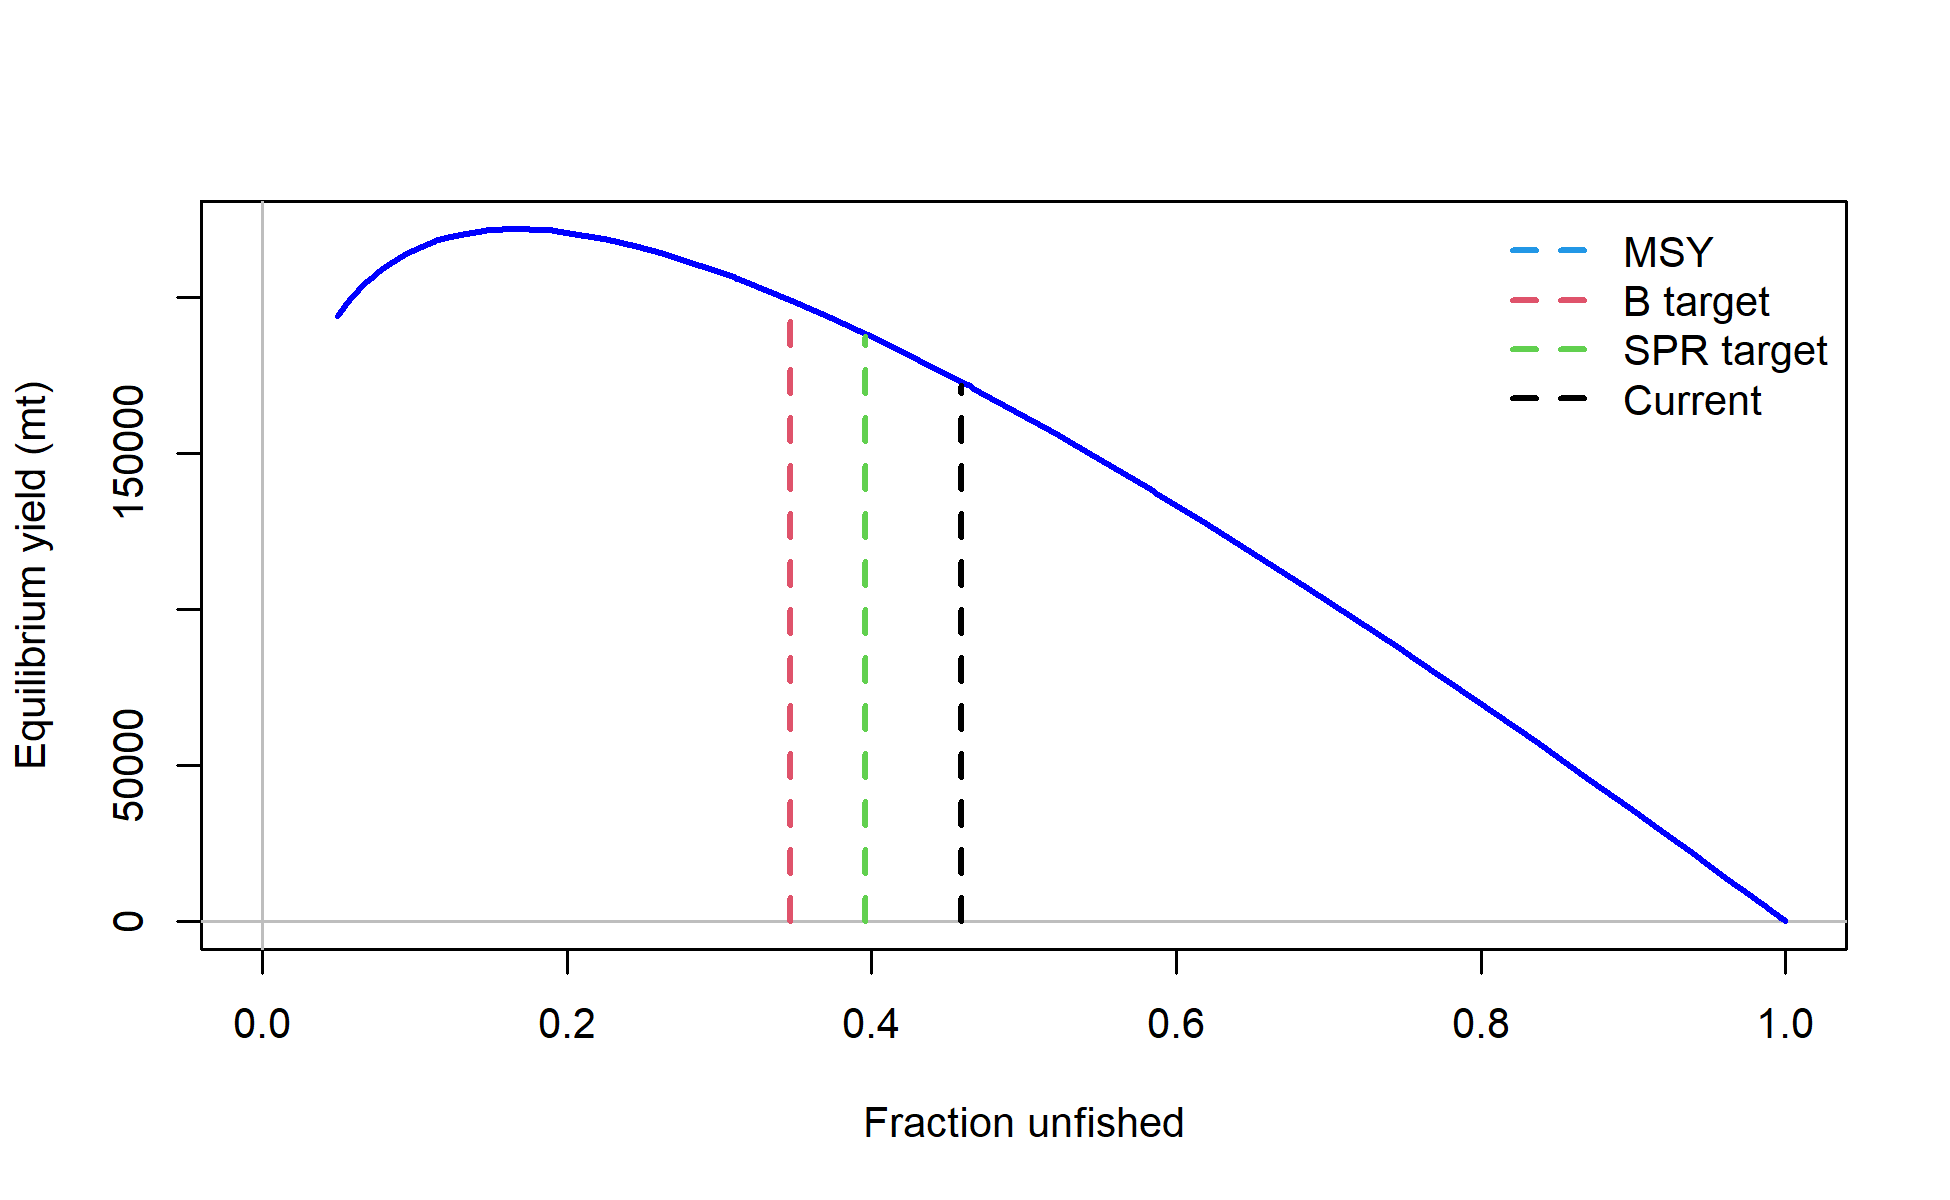 MSY
B target
SPR target
Current
Equilibrium yield (mt)
150000
50000
0
0.0 0.2 0.4 0.6 0.8 1.0
Fraction unfished